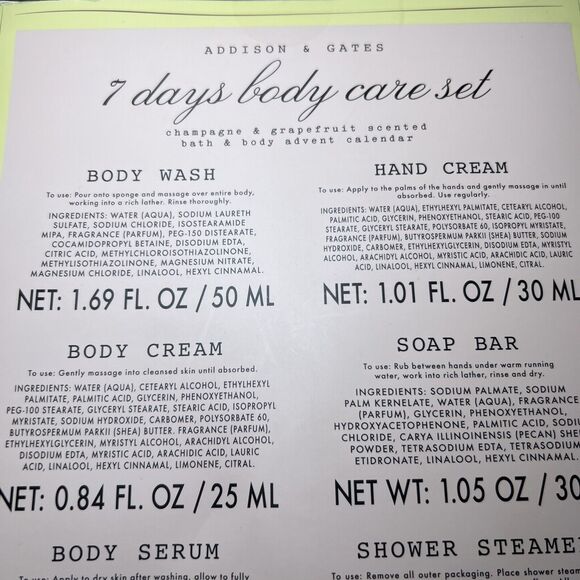 ADDISON & GATES
7 days body care set
champagne & grapefruit scented
bath & body advent calendar
BODY WASH
To use: Pour onto sponge and massage over entire body,
working into a rich lather. Rinse thoroughly.
INGREDIENTS: WATER (AQUA), SODIUM LAURETH
SULFATE, SODIUM CHLORIDE, ISOSTEARAMIDE
MIPA, FRAGRANCE (PARFUM), PEG-150 DISTEARATE,
COCAMIDOPROPYL BETAINE, DISODIUM EDTA,
CITRIC ACID, METHYLCHLOROISOTHIAZOLINONE,
METHYLISOTHIAZOLINONE, MAGNESIUM NITRATE,
MAGNESIUM CHLORIDE, LINALOOL, HEXYL CINNAMAL.
NET: 1.69 FL. OZ / 50 ML
HAND CREAM
To use: Apply to the palms of the hands and gently massage in until
absorbed. Use regularly.
INGREDIENTS: WATER (AQUA), ETHYLHEXYL PALMITATE, CETEARYL ALCOHOL,
PALMITIC ACID, GLYCERIN, PHENOXYETHANOL, STEARIC ACID, PEG-100
STEARATE, GLYCERYL STEARATE, POLYSORBATE 60, ISOPROPYL MYRISTATE,
FRAGRANCE (PARFUM), BUTYROSPERMUM PARKII (SHEA) BUTTER, SODIUM
HYDROXIDE, CARBOMER, ETHYLHEXYLGLYCERIN, DISODIUM EDTA, MYRISTYL
ALCOHOL, ARACHIDYL ALCOHOL, MYRISTIC ACID, ARACHIDIC ACID, LAURIC
ACID, LINALOOL, HEXYL CINNAMAL, LIMONENE, CITRAL.
NET: 1.01 FL. OZ / 30 ML
BODY CREAM
To use: Gently massage into cleansed skin until absorbed.
INGREDIENTS: WATER (AQUA), CETEARYL ALCOHOL, ETHYLHEXYL
PALMITATE, PALMITIC ACID, GLYCERIN, PHENOXYETHANOL,
PEG-100 STEARATE, GLYCERYL STEARATE, STEARIC ACID, ISOPROPYL
MYRISTATE, SODIUM HYDROXIDE, CARBOMER, POLYSORBATE 60,
BUTYROSPERMUM PARKII (SHEA) BUTTER, FRAGRANCE (PARFUM),
ETHYLHEXYLGLYCERIN, MYRISTYL ALCOHOL, ARACHIDYL ALCOHOL,
DISODIUM EDTA, MYRISTIC ACID, ARACHIDIC ACID, LAURIC
ACID, LINALOOL, HEXYL CINNAMAL, LIMONENE, CITRAL.
NET: 0.84 FL. OZ / 25 ML
SOAP BAR
To use: Rub between hands under warm running
water, work into rich lather, rinse and dry.
INGREDIENTS: SODIUM PALMATE, SODIUM
PALM KERNELATE, WATER (AQUA), FRAGRANCE
(PARFUM), GLYCERIN, PHENOXYETHANOL,
HYDROXYACETOPHENONE, PALMITIC ACID, SODIUM
CHLORIDE, CARYA ILLINOINENSIS (PECAN) SHE
POWDER, TETRASODIUM EDTA, TETRASODIUM
ETIDRONATE, LINALOOL, HEXYL CINNAMAL.
NET WT: 1.05 OZ / 30
BODY SERUM
To use: Apply to dry skin after washing, allow to fully
SHOWER STEAME
To use: Remove all outer packaging. Place shower steam